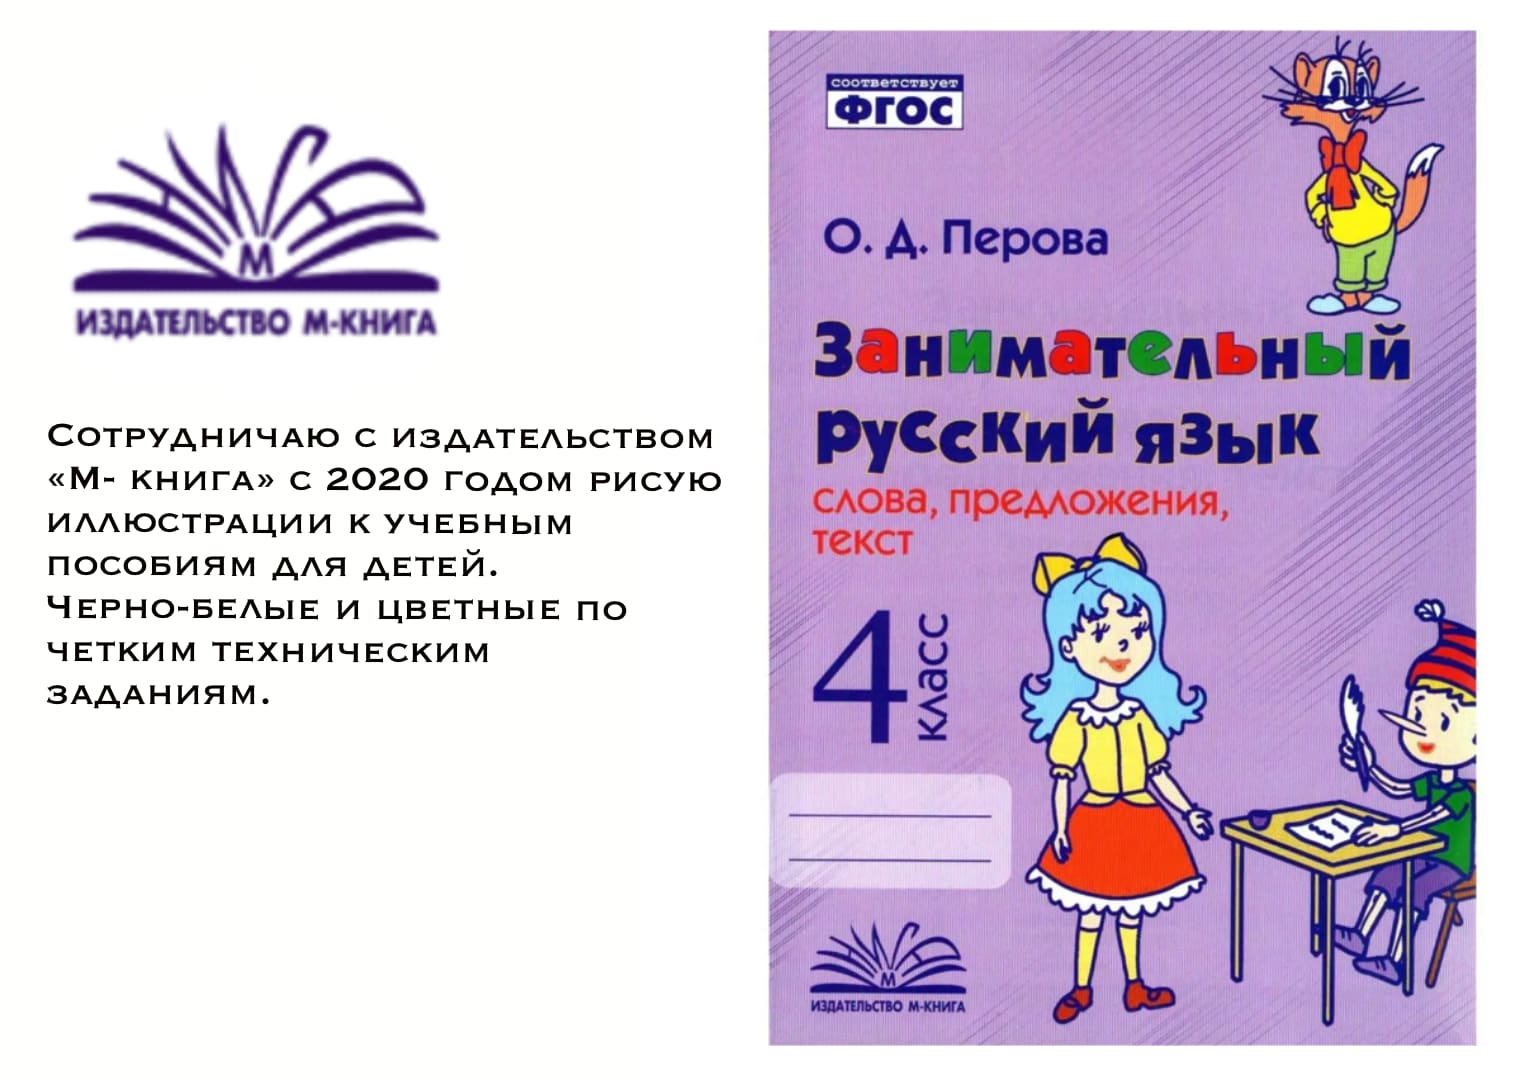 М
ИЗДАТЕЛЬСТВО М-КНИГА
Сотрудничаю с издательством
«М- книга» с 2020 годом рисую
иллюстрации к учебным
пособиям для детей.
Черно-белые и цветные по
четким техническим
заданиям.
соответствует
ФГОС
О. Д. Перова
Занимательный
русский язык
слова, предложения,
текст
4 класс
М
ИЗДАТЕЛЬСТВО М-КНИГА